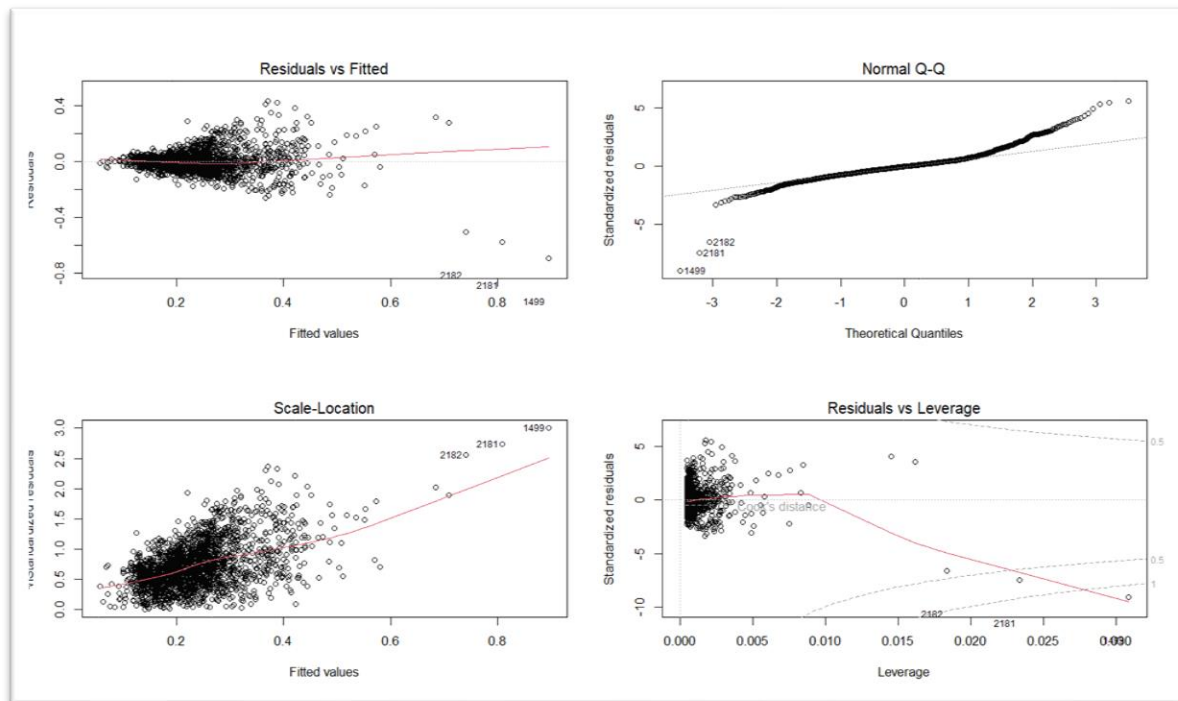 Residuals vs Fitted
Residuals
0.4
0.0
-0.4
-0.8
2182
2181
1499
0.2 0.4 0.6 0.8
Fitted values
Normal Q-Q
Standardized residuals
5
0
-5
2182
2181
1499
-3 -2 -1 0 1 2 3
Theoretical Quantiles
Scale-Location
Standardized residuals
3.0
2.5
2.0
1.5
1.0
0.5
0.0
1499
2181
2182
0.2 0.4 0.6 0.8
Fitted values
Residuals vs Leverage
Standardized residuals
5
0
-5
-10
0.5
Cook's distance
0.5
1
2182
2181
1499
0.000 0.005 0.010 0.015 0.020 0.025 0.030
Leverage